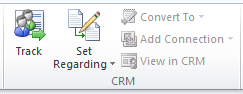 Track
Set
Regarding
Convert To
Add Connection
View in CRM
CRM